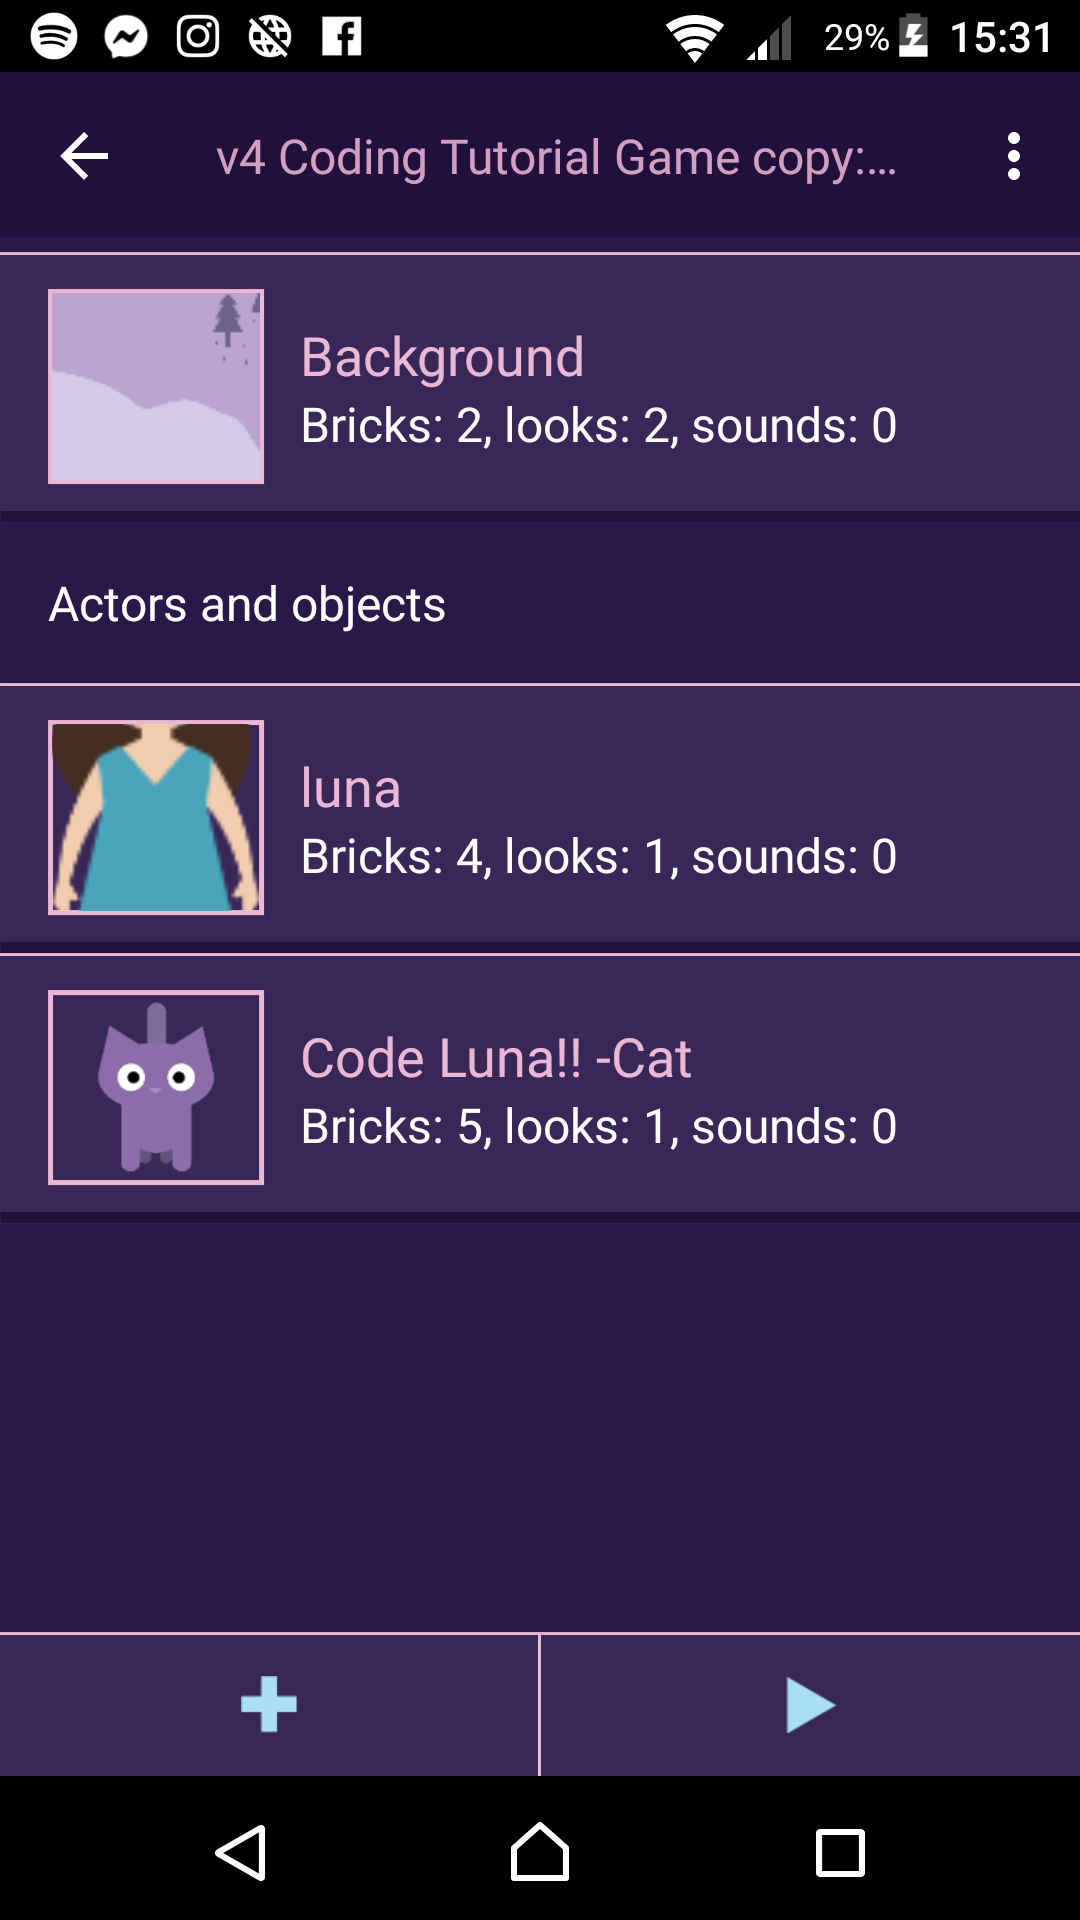 29% 15:31
v4 Coding Tutorial Game copy:...
Background
Bricks: 2, looks: 2, sounds: 0
Actors and objects
luna
Bricks: 4, looks: 1, sounds: 0
Code Luna!! -Cat
Bricks: 5, looks: 1, sounds: 0